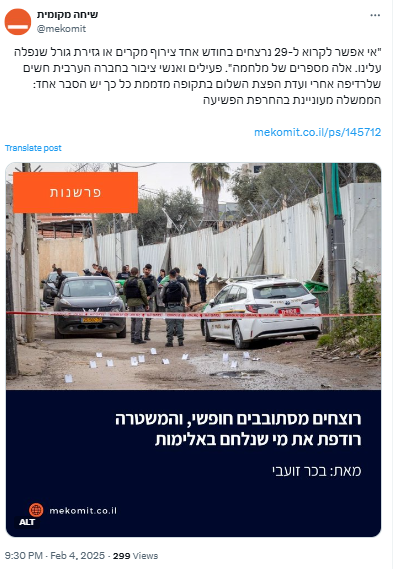 שיחה מקומית
@mekomit
"אי אפשר לקרוא ל-29 נרצחים בחודש אחד צירוף מקרים או גזירת גורל שנפלה
עלינו. אלה מספרים של מלחמה". פעילים ואנשי ציבור בחברה הערבית חשים
שלרדיפה אחרי ועדת הפצת השלום בתקופה מדממת כל כך יש הסבר אחד:
הממשלה מעוניינת בהחרפת הפשיעה
mekomit.co.il/ps/145712
Translate post
פרשנות
רוצחים מסתובבים חופשי, והמשטרה
רודפת את מי שנלחם באלימות
מאת: בכר זועבי
mekomit.co.il
ALT
9:30 PM · Feb 4, 2025 · 299 Views